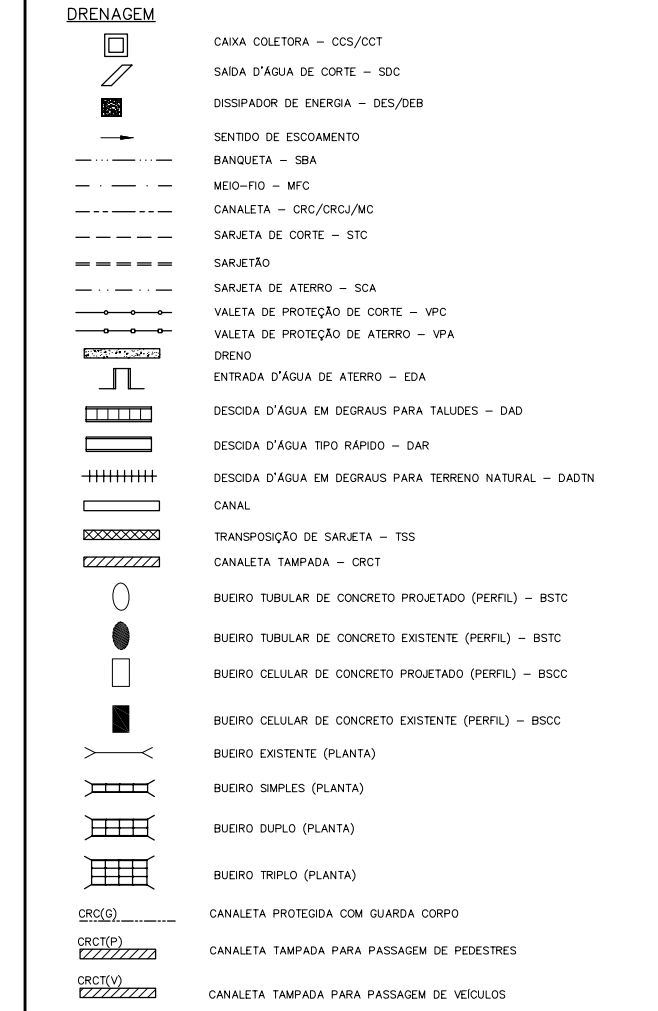 DRENAGEM
CAIXA COLETORA – CCS/CCT
SAÍDA D'ÁGUA DE CORTE – SDC
DISSIPADOR DE ENERGIA – DES/DEB
SENTIDO DE ESCOAMENTO
BANQUETA – SBA
MEIO–FIO – MFC
CANALETA – CRC/CRCJ/MC
SARJETA DE CORTE – STC
SARJETÃO
SARJETA DE ATERRO – SCA
VALETA DE PROTEÇÃO DE CORTE – VPC
VALETA DE PROTEÇÃO DE ATERRO – VPA
DRENO
ENTRADA D'ÁGUA DE ATERRO – EDA
DESCIDA D'ÁGUA EM DEGRAUS PARA TALUDES – DAD
DESCIDA D'ÁGUA TIPO RÁPIDO – DAR
DESCIDA D'ÁGUA EM DEGRAUS PARA TERRENO NATURAL – DADTN
CANAL
TRANSPOSIÇÃO DE SARJETA – TSS
CANALETA TAMPADA – CRCT
BUEIRO TUBULAR DE CONCRETO PROJETADO (PERFIL) – BSTC
BUEIRO TUBULAR DE CONCRETO EXISTENTE (PERFIL) – BSTC
BUEIRO CELULAR DE CONCRETO PROJETADO (PERFIL) – BSCC
BUEIRO CELULAR DE CONCRETO EXISTENTE (PERFIL) – BSCC
BUEIRO EXISTENTE (PLANTA)
BUEIRO SIMPLES (PLANTA)
BUEIRO DUPLO (PLANTA)
BUEIRO TRIPLO (PLANTA)
CRC(G) CANALETA PROTEGIDA COM GUARDA CORPO
CRCT(P) CANALETA TAMPADA PARA PASSAGEM DE PEDESTRES
CRCT(V) CANALETA TAMPADA PARA PASSAGEM DE VEÍCULOS